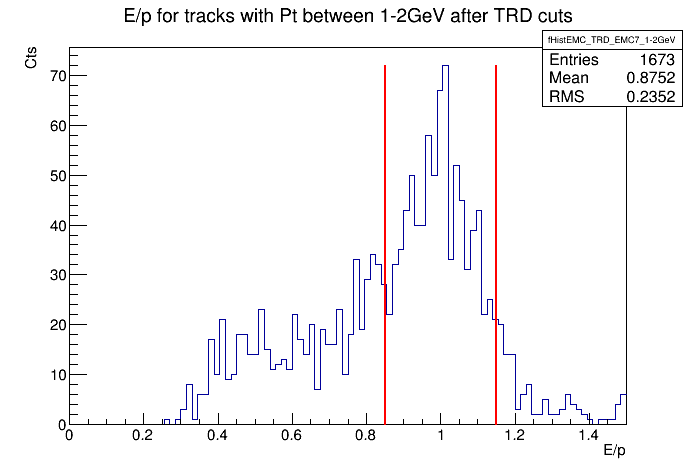 E/p for tracks with Pt between 1-2GeV after TRD cuts
fHistEMC_TRD_EMC7_1-2GeV
Entries 1673
Mean 0.8752
RMS 0.2352
Cts
70
60
50
40
30
20
10
0
0 0.2 0.4 0.6 0.8 1 1.2 1.4
E/p